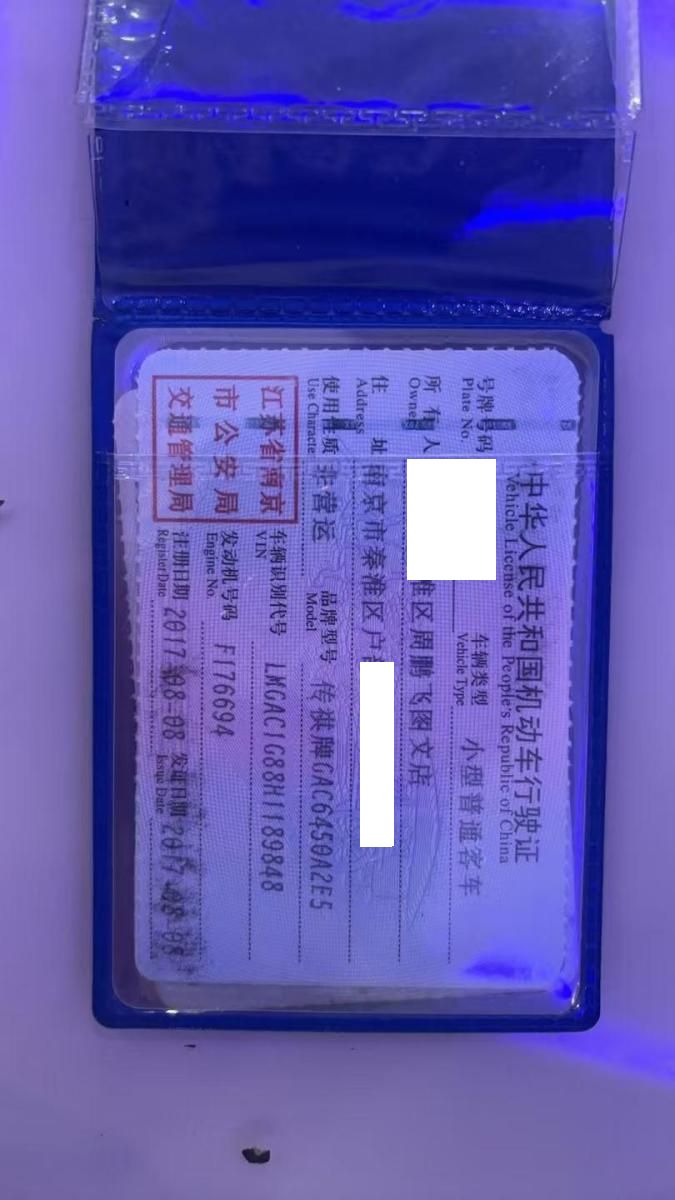 中华人民共和国机动车行驶证
Vehicle License of the People's Republic of China
号牌号码
Plate No.
车辆类型 小型普通客车
Vehicle Type
所有人 淮区周鹏飞图文店
Owner
住址 南京市秦淮区户
Address
使用性质 非营运 品牌型号 传祺牌GAC6450A2E5
Use Characte Model
江苏省南京
市公安局
交通管理局
车辆识别代号 LMGAC1G88H1189848
VIN
发动机号码 F176694
Engine No.
注册日期 2017-08-08 发证日期 2017-08-08
Register Date Issue Date